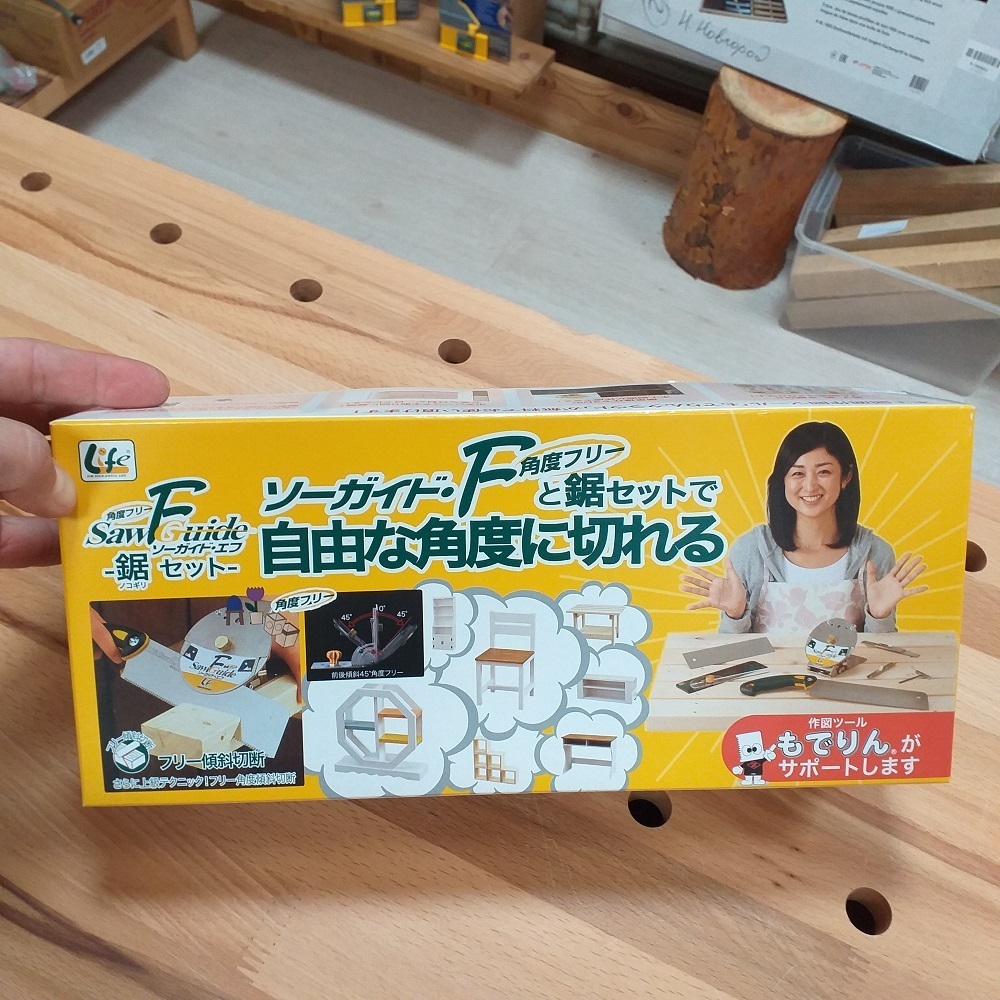 Н.Новгород
Life
角度フリー
Saw F Guide
ソーガイド・エフ
-鋸 セット-
ノコギリ
ソーガイド・F 角度フリー と鋸セットで
自由な角度に切れる
角度フリー
45° 0° 45°
前後傾斜45°角度フリー
F
Saw Guide
フリー傾斜切断
さらに上級テクニック!フリー角度傾斜切断
作図ツール
もでりん®が
サポートします